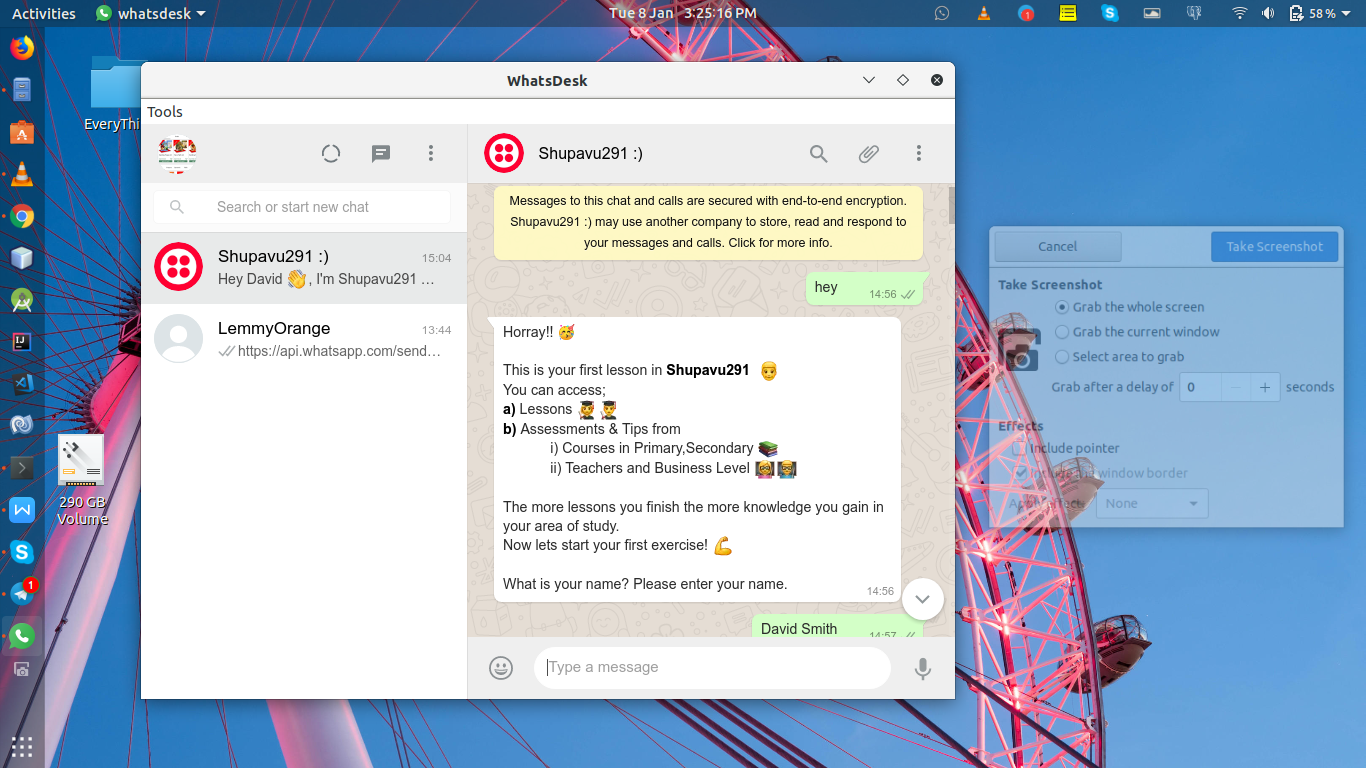 Activities
whatsdesk
Tue 8 Jan 3:25:16 PM
1
58 %
EveryThi
290 GB
Volume
1
WhatsDesk
Tools
Search or start new chat
Shupavu291 :)
15:04
Hey David 👋, I'm Shupavu291 …
LemmyOrange
13:44
https://api.whatsapp.com/send…
Shupavu291 :)
Messages to this chat and calls are secured with end-to-end encryption.
Shupavu291 :) may use another company to store, read and respond to
your messages and calls. Click for more info.
hey
14:56
Horray!! 🥳
This is your first lesson in Shupavu291 👨
You can access;
a) Lessons 👩‍🎓 👨‍🎓
b) Assessments & Tips from
i) Courses in Primary,Secondary 📚
ii) Teachers and Business Level 👩‍🏫 👨‍🏫
The more lessons you finish the more knowledge you gain in
your area of study.
Now lets start your first exercise! 💪
What is your name? Please enter your name.
14:56
David Smith
14:57
Type a message
Cancel
Take Screenshot
Take Screenshot
Grab the whole screen
Grab the current window
Select area to grab
Grab after a delay of 0 − + seconds
Effects
Include pointer
Include the window border
Apply effect: None